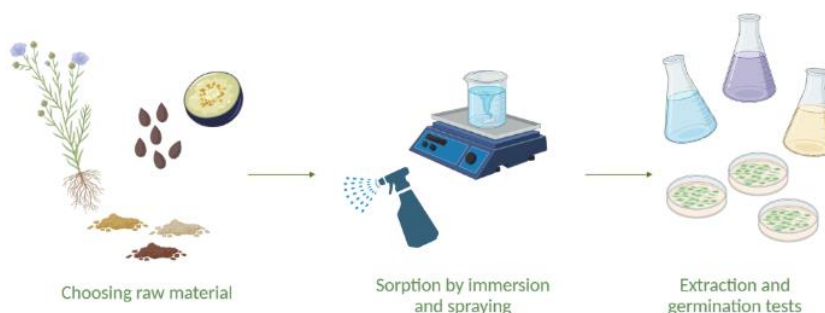 Choosing raw material
Sorption by immersion
and spraying
Extraction and
germination tests